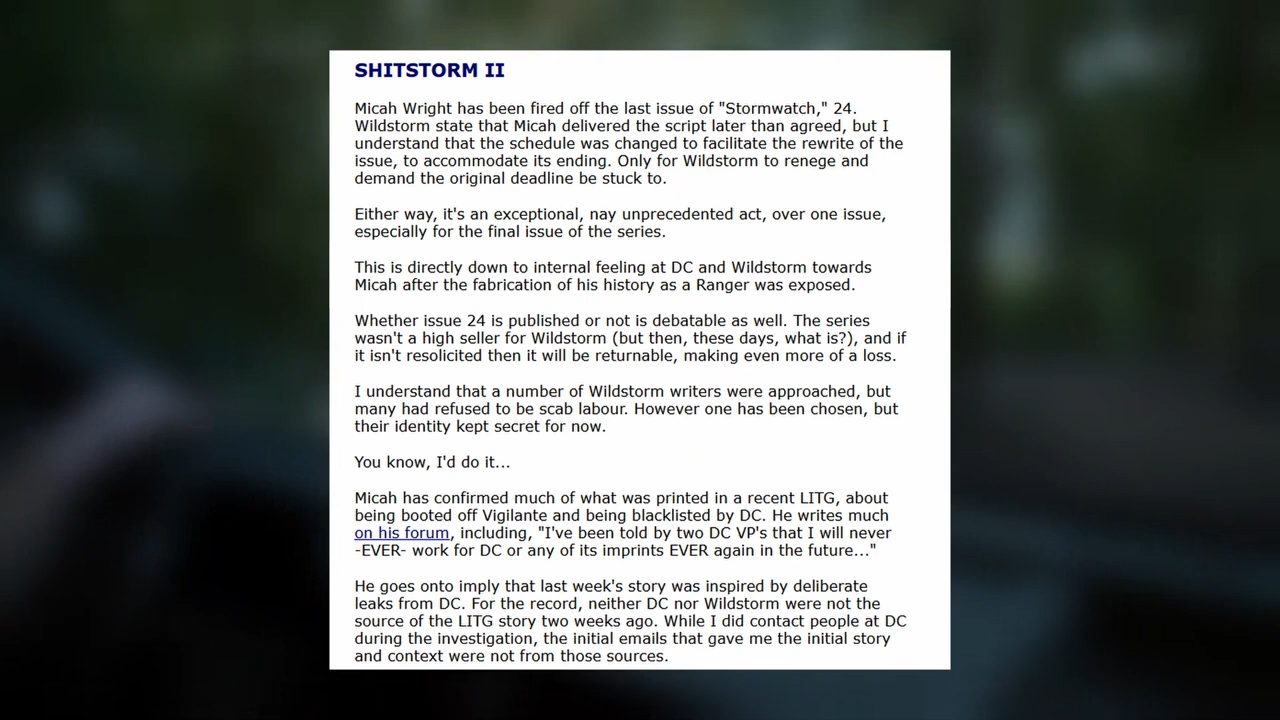 SHITSTORM II
Micah Wright has been fired off the last issue of "Stormwatch," 24.
Wildstorm state that Micah delivered the script later than agreed, but I
understand that the schedule was changed to facilitate the rewrite of the
issue, to accommodate its ending. Only for Wildstorm to renege and
demand the original deadline be stuck to.
Either way, it's an exceptional, nay unprecedented act, over one issue,
especially for the final issue of the series.
This is directly down to internal feeling at DC and Wildstorm towards
Micah after the fabrication of his history as a Ranger was exposed.
Whether issue 24 is published or not is debatable as well. The series
wasn't a high seller for Wildstorm (but then, these days, what is?), and if
it isn't resolicited then it will be returnable, making even more of a loss.
I understand that a number of Wildstorm writers were approached, but
many had refused to be scab labour. However one has been chosen, but
their identity kept secret for now.
You know, I'd do it...
Micah has confirmed much of what was printed in a recent LITG, about
being booted off Vigilante and being blacklisted by DC. He writes much
on his forum, including, "I've been told by two DC VP's that I will never
-EVER- work for DC or any of its imprints EVER again in the future..."
He goes onto imply that last week's story was inspired by deliberate
leaks from DC. For the record, neither DC nor Wildstorm were not the
source of the LITG story two weeks ago. While I did contact people at DC
during the investigation, the initial emails that gave me the initial story
and context were not from those sources.